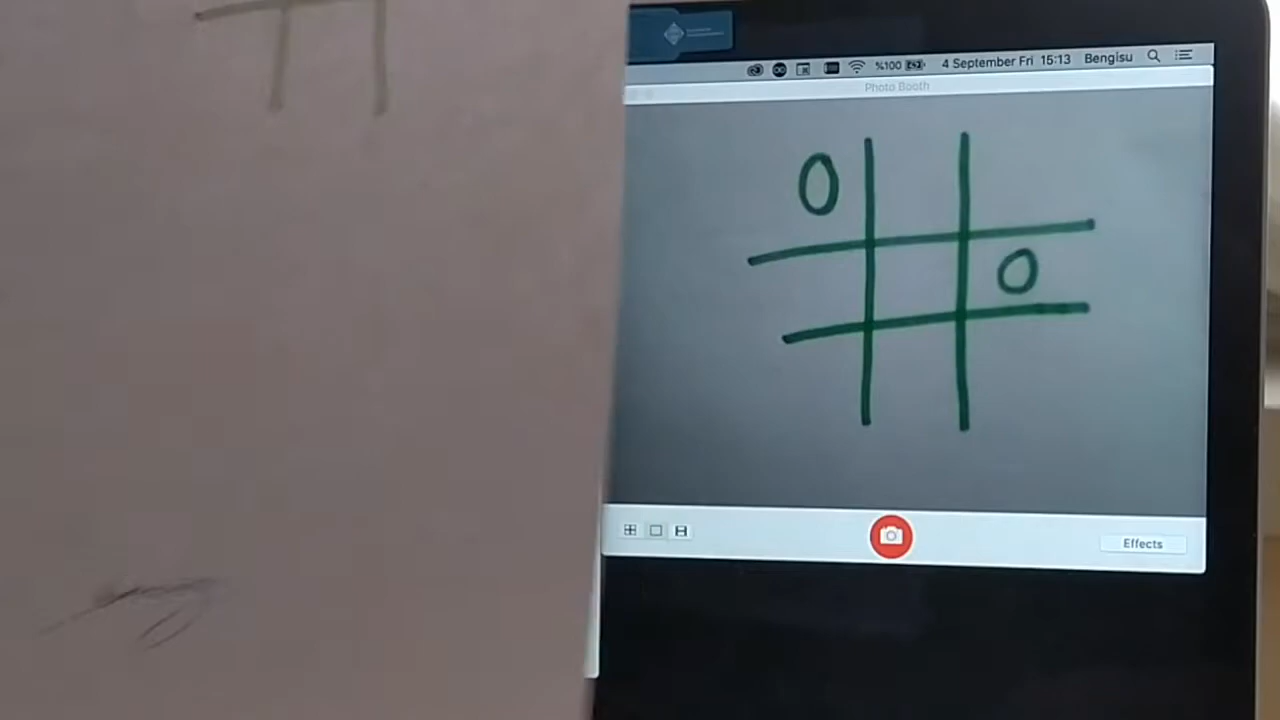 %100 4 September Fri 15:13 Bengisu
Photo Booth
O
O
Effects